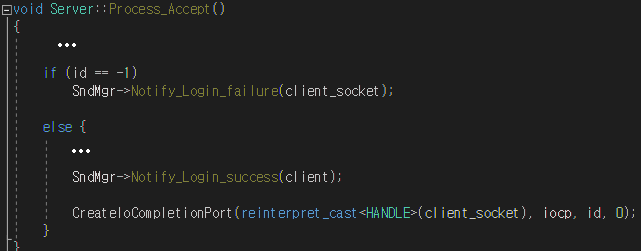 void Server::Process_Accept()
{
•••
if (id == -1)
SndMgr->Notify_Login_failure(client_socket);
else {
•••
SndMgr->Notify_Login_success(client);
CreateIoCompletionPort(reinterpret_cast<HANDLE>(client_socket), iocp, id, 0);
}
}